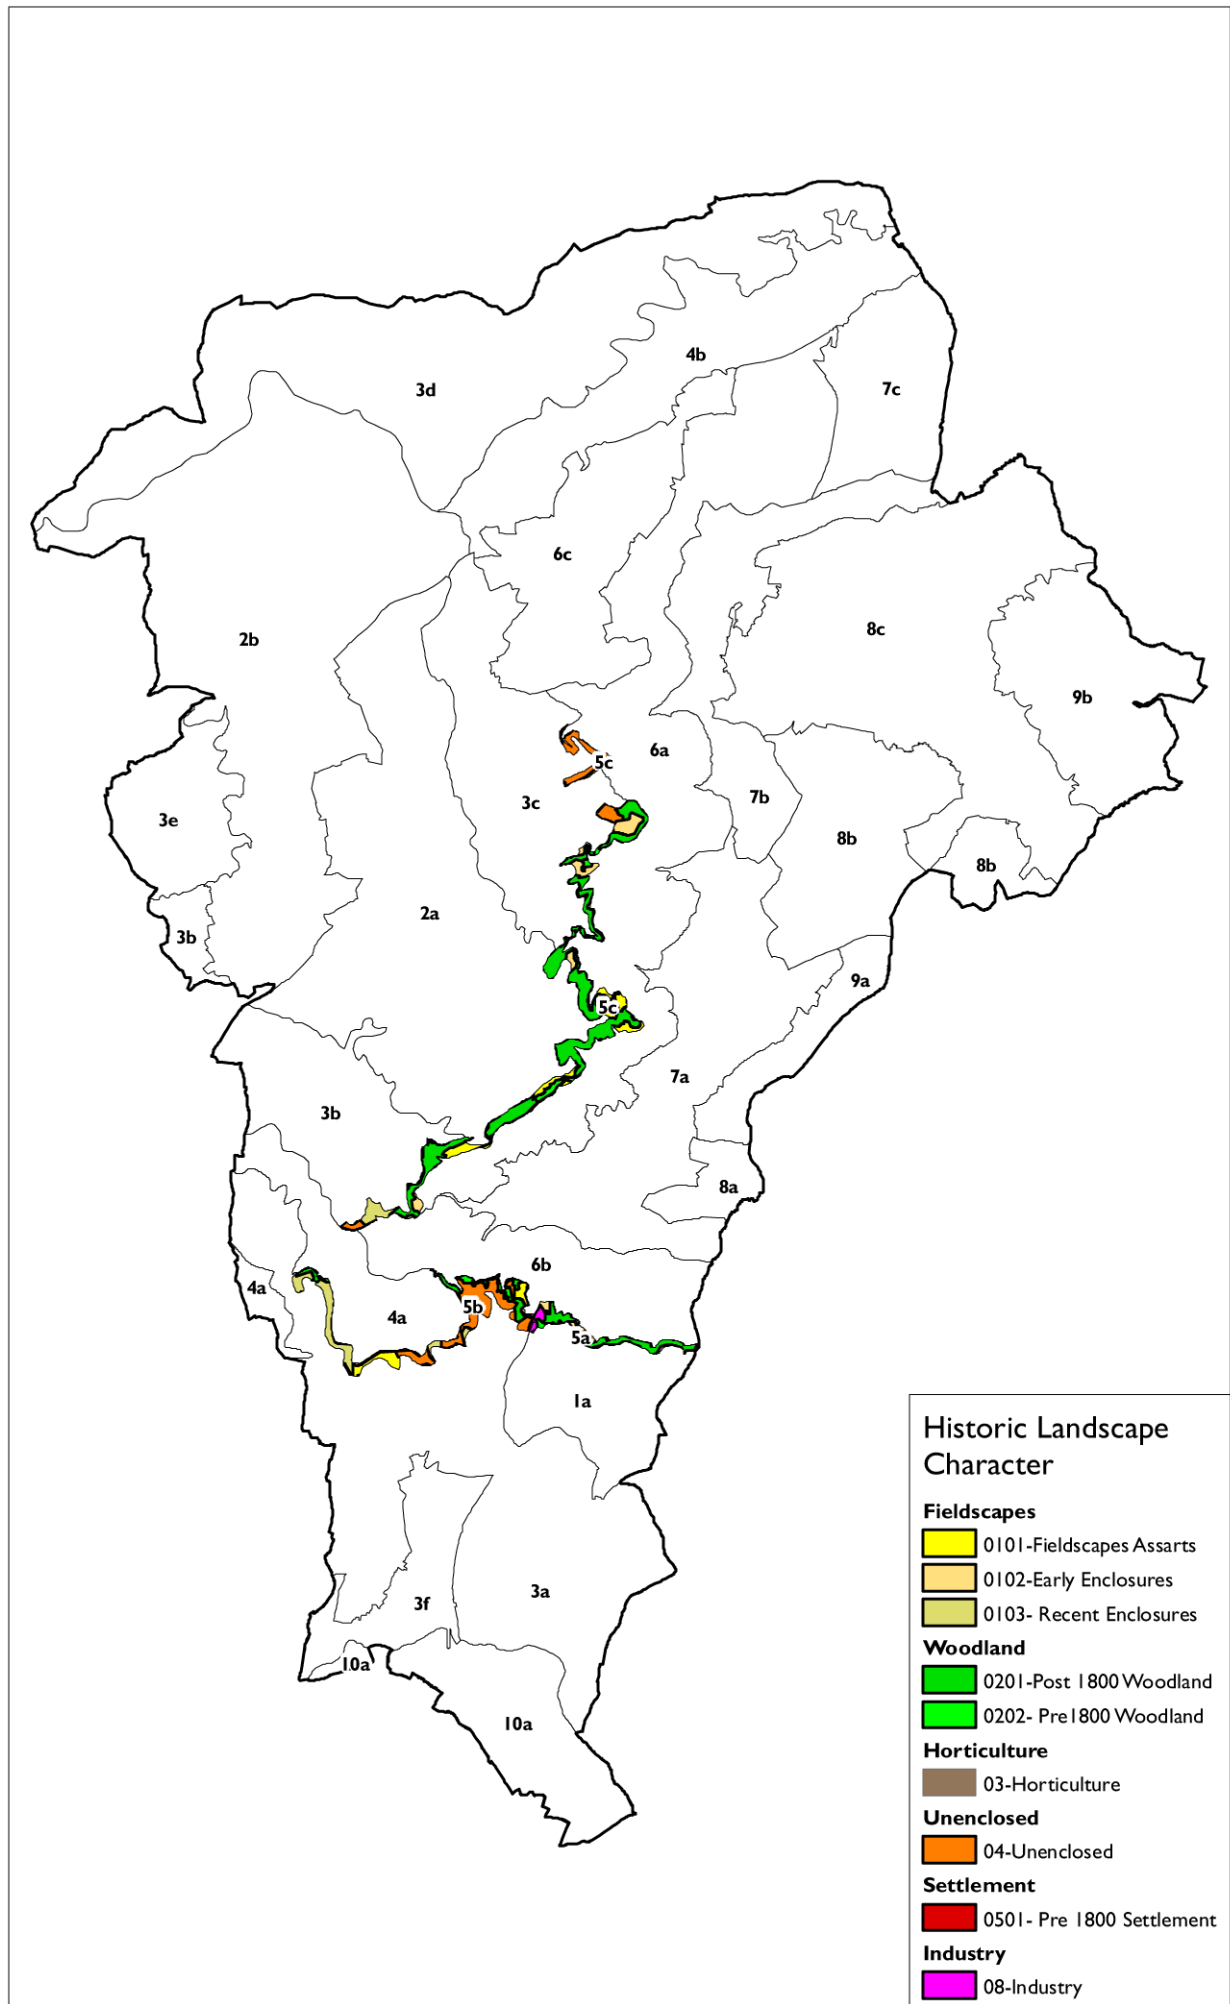 4b
3d
7c
6c
2b
8c
9b
6a
5c
3c
7b
3e
8b
8b
2a
3b
9a
5c
7a
3b
8a
6b
4a
5b
4a
5a
1a
3a
3f
10a
10a
Historic Landscape
Character
Fieldscapes
0101-Fieldscapes Assarts
0102-Early Enclosures
0103- Recent Enclosures
Woodland
0201-Post 1800 Woodland
0202- Pre1800 Woodland
Horticulture
03-Horticulture
Unenclosed
04-Unenclosed
Settlement
0501- Pre 1800 Settlement
Industry
08-Industry